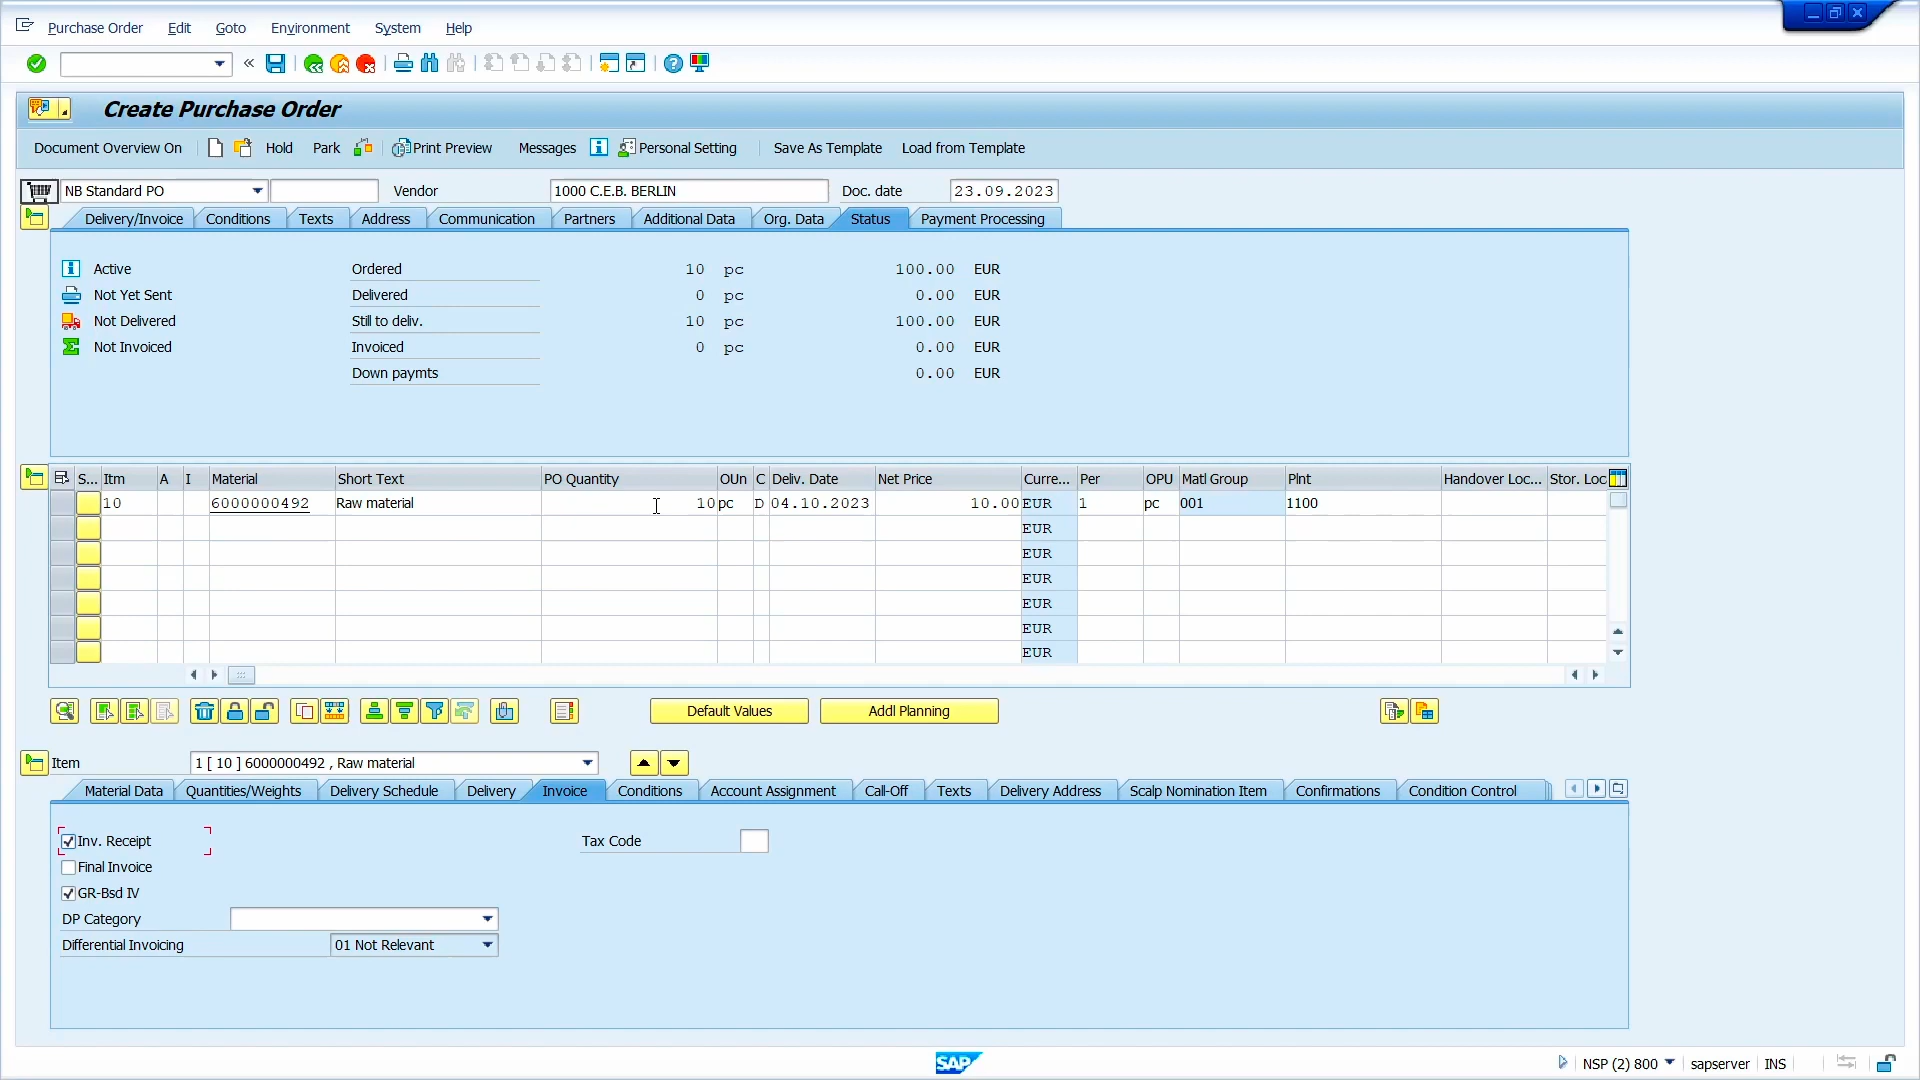 Purchase Order Edit Goto Environment System Help
Create Purchase Order
Document Overview On Hold Park Print Preview Messages Personal Setting Save As Template Load from Template
NB Standard PO Vendor 1000 C.E.B. BERLIN Doc. date 23.09.2023
Delivery/Invoice Conditions Texts Address Communication Partners Additional Data Org. Data Status Payment Processing
Active Ordered 10 pc 100.00 EUR
Not Yet Sent Delivered 0 pc 0.00 EUR
Not Delivered Still to deliv. 10 pc 100.00 EUR
Not Invoiced Invoiced 0 pc 0.00 EUR
Down paymts 0.00 EUR
S... Itm A I Material Short Text PO Quantity OUn C Deliv. Date Net Price Curre... Per OPU Matl Group Plnt Handover Loc... Stor. Loc
10 6000000492 Raw material 10 pc D 04.10.2023 10.00 EUR 1 pc 001 1100
EUR
EUR
EUR
EUR
EUR
EUR
Default Values Addl Planning
Item 1 [ 10 ] 6000000492 , Raw material
Material Data Quantities/Weights Delivery Schedule Delivery Invoice Conditions Account Assignment Call-Off Texts Delivery Address Scalp Nomination Item Confirmations Condition Control
Inv. Receipt Tax Code
Final Invoice
GR-Bsd IV
DP Category
Differential Invoicing 01 Not Relevant
SAP NSP (2) 800 sapserver INS